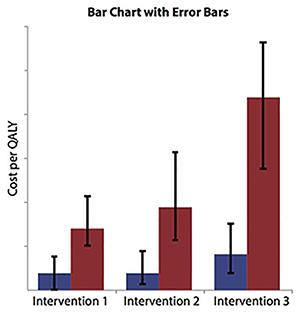 Bar Chart with Error Bars
Cost per QALY
Intervention 1
Intervention 2
Intervention 3